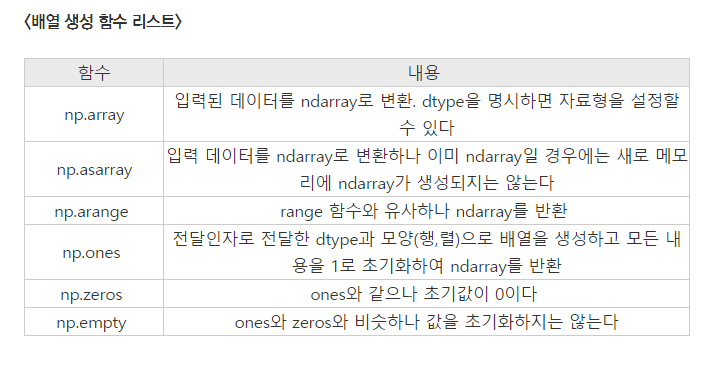 <배열 생성 함수 리스트>
함수 내용
np.array 입력된 데이터를 ndarray로 변환. dtype을 명시하면 자료형을 설정할
수 있다
np.asarray 입력 데이터를 ndarray로 변환하나 이미 ndarray일 경우에는 새로 메모
리에 ndarray가 생성되지는 않는다
np.arange range 함수와 유사하나 ndarray를 반환
np.ones 전달인자로 전달한 dtype과 모양(행,렬)으로 배열을 생성하고 모든 내
용을 1로 초기화하여 ndarray를 반환
np.zeros ones와 같으나 초기값이 0이다
np.empty ones와 zeros와 비슷하나 값을 초기화하지는 않는다